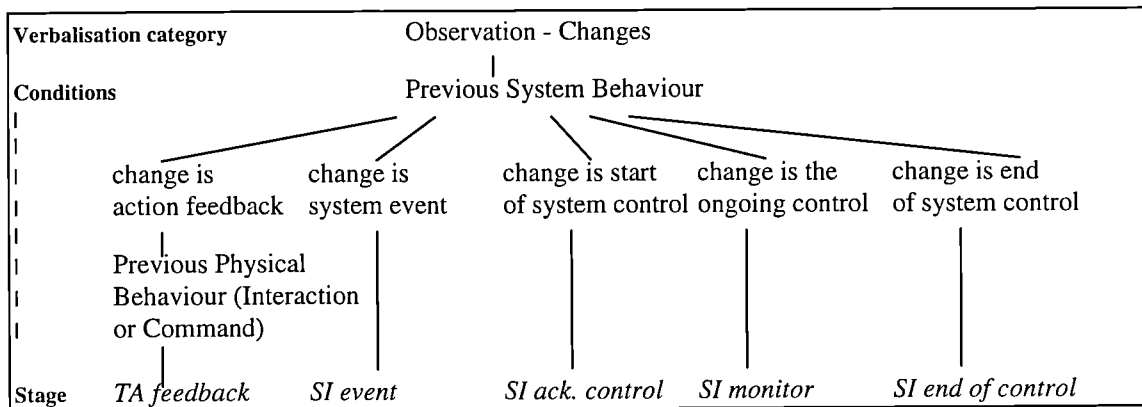 Verbalisation category Observation - Changes
Conditions Previous System Behaviour
change is change is change is start change is the change is end
action feedback system event of system control ongoing control of system control
Previous Physical
Behaviour (Interaction
or Command)
Stage TA feedback SI event SI ack. control SI monitor SI end of control